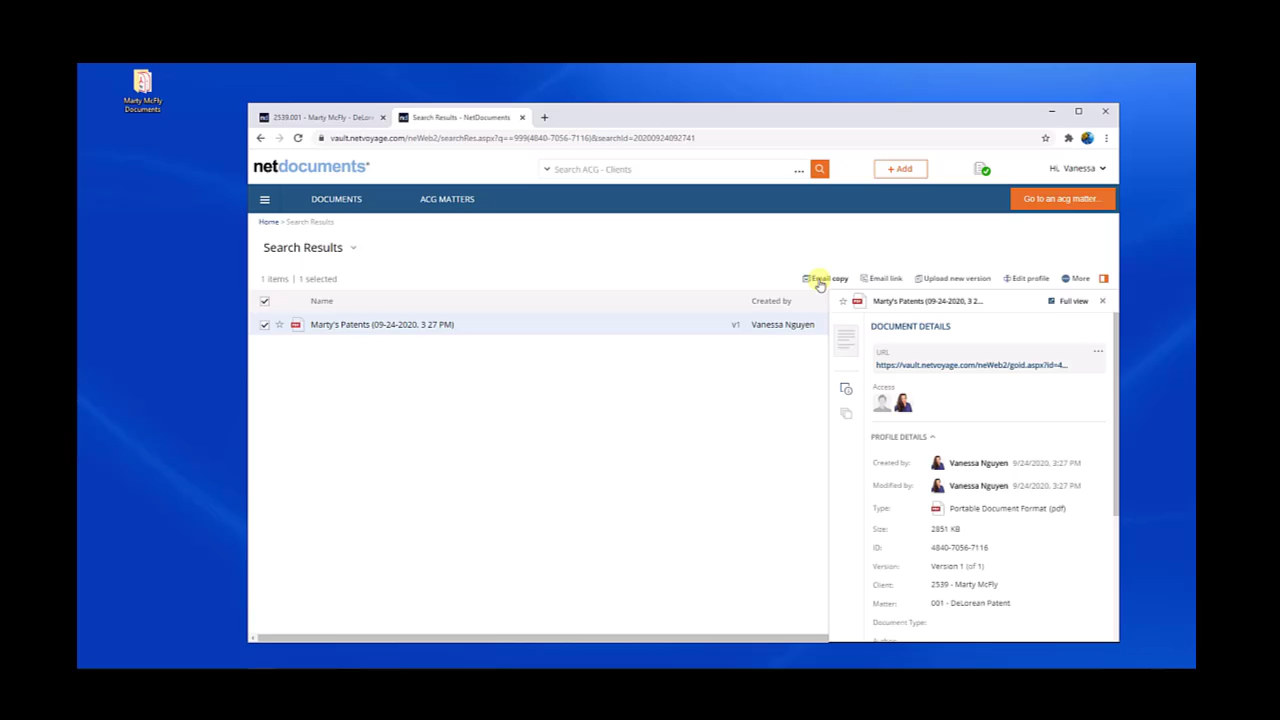 Marty McFly
Documents
2539.001 - Marty McFly - DeLor
Search Results - NetDocuments
vault.netvoyage.com/neWeb2/searchRes.aspx?q==999(4840-7056-7116)&searchId=20200924092741
netdocuments
Search ACG - Clients
...
+ Add
Hi, Vanessa
DOCUMENTS
ACG MATTERS
Go to an acg matter...
Home > Search Results
Search Results
1 items | 1 selected
Email copy
Email link
Upload new version
Edit profile
More
Name
Created by
Marty's Patents (09-24-2020, 3 2...
Full view
Marty's Patents (09-24-2020. 3 27 PM)
v1
Vanessa Nguyen
DOCUMENT DETAILS
URL
https://vault.netvoyage.com/neWeb2/goid.aspx?id=4...
Access
PROFILE DETAILS
Created by: Vanessa Nguyen 9/24/2020, 3:27 PM
Modified by: Vanessa Nguyen 9/24/2020, 3:27 PM
Type: Portable Document Format (pdf)
Size: 2851 KB
ID: 4840-7056-7116
Version: Version 1 (of 1)
Client: 2539 - Marty McFly
Matter: 001 - DeLorean Patent
Document Type: